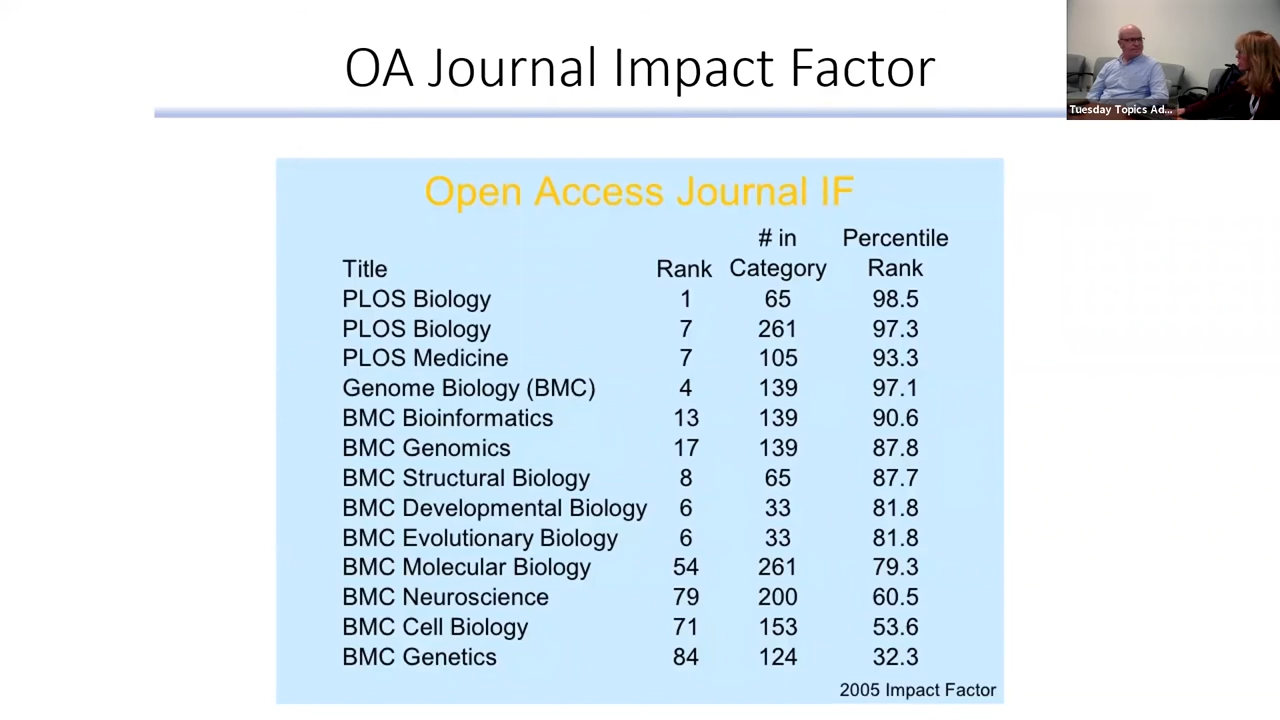 OA Journal Impact Factor
Tuesday Topics Ad...
Open Access Journal IF
# in Percentile
Title Rank Category Rank
PLOS Biology 1 65 98.5
PLOS Biology 7 261 97.3
PLOS Medicine 7 105 93.3
Genome Biology (BMC) 4 139 97.1
BMC Bioinformatics 13 139 90.6
BMC Genomics 17 139 87.8
BMC Structural Biology 8 65 87.7
BMC Developmental Biology 6 33 81.8
BMC Evolutionary Biology 6 33 81.8
BMC Molecular Biology 54 261 79.3
BMC Neuroscience 79 200 60.5
BMC Cell Biology 71 153 53.6
BMC Genetics 84 124 32.3
2005 Impact Factor